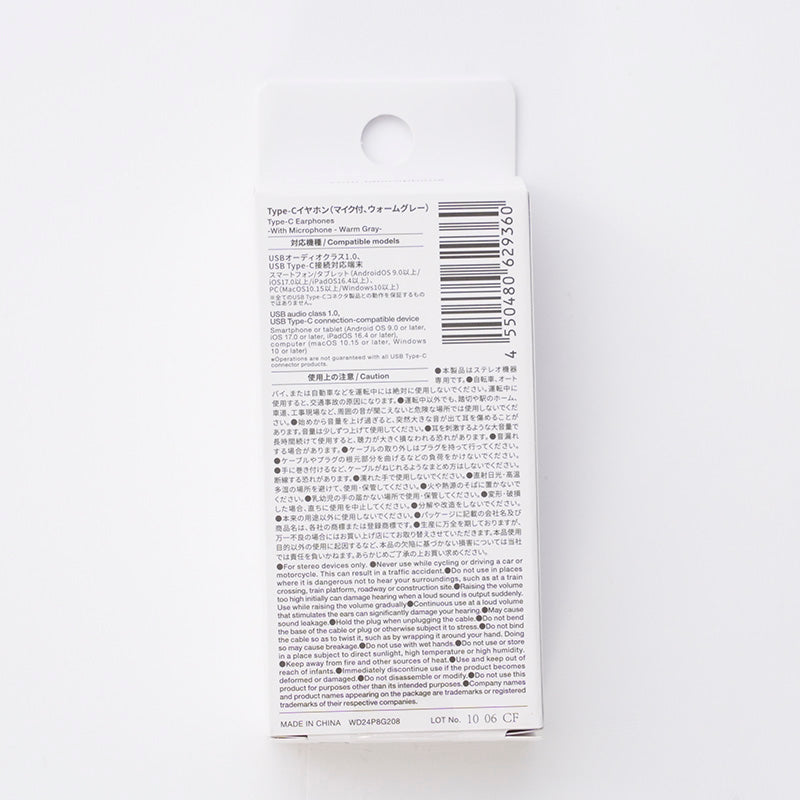 Type-Cイヤホン(マイク付、ウォームグレー)
Type-C Earphones
-With Microphone - Warm Gray-
対応機種/Compatible models
USBオーディオクラス1.0、
USB Type-C接続対応端末
スマートフォン/タブレット(AndroidOS 9.0以上/
iOS17.0以上/iPadOS16.4以上)、
PC(MacOS10.15以上/Windows10以上)
※全てのUSB Type-Cコネクタ製品との動作を保証するもの
ではありません。
USB audio class 1.0,
USB Type-C connection-compatible device
Smartphone or tablet (Android OS 9.0 or later,
iOS 17.0 or later, iPadOS 16.4 or later),
computer (macOS 10.15 or later, Windows
10 or later)
※Operations are not guaranteed with all USB Type-C
connector products.
4 550480 629360
使用上の注意/Caution
●本製品はステレオ機器
専用です。●自転車、オート
バイ、または自動車などを運転中には絶対に使用しないでください。運転中に
使用すると、交通事故の原因になります。●運転中以外でも、踏切や駅のホーム、
車道、工事現場など、周囲の音が聞こえないと危険な場所では使用しないでくだ
さい。●始めから音量を上げ過ぎると、突然大きな音が出て耳を傷めることが
あります。音量は少しずつ上げて使用してください。●耳を刺激するような大音量で
長時間続けて使用すると、聴力が大きく損なわれる恐れがあります。●音漏れ
する場合があります。●ケーブルの取り外しはプラグを持って行ってください。
●ケーブルやプラグの根元部分を曲げるなどの負荷をかけないでください。
●手に巻き付けるなど、ケーブルがねじれるようなまとめ方はしないでください。
断線する恐れがあります。●濡れた手で使用しないでください。●直射日光・高温
多湿の場所を避けて、使用・保管してください。●火や熱源のそばに置かないで
ください。●乳幼児の手の届かない場所で使用・保管してください。●変形・破損
した場合、直ちに使用を中止してください。●分解や改造をしないでください。
●本来の用途以外に使用しないでください。●パッケージに記載の会社名及び
商品名は、各社の商標または登録商標です。●生産に万全を期しておりますが、
万一不良の場合にはお買い上げ店にてお取り替えさせていただきます。本品使用
目的以外の使用に起因するなど、本品の欠陥に基づかない損害については当社
では責任を負いかねます。あらかじめご了承の上お買い求めください。
●For stereo devices only. ●Never use while cycling or driving a car or
motorcycle. This can result in a traffic accident.●Do not use in places
where it is dangerous not to hear your surroundings, such as at a train
crossing, train platform, roadway or construction site.●Raising the volume
too high initially can damage hearing when a loud sound is output suddenly.
Use while raising the volume gradually●Continuous use at a loud volume
that stimulates the ears can significantly damage your hearing.●May cause
sound leakage.●Hold the plug when unplugging the cable.●Do not bend
the base of the cable or plug or otherwise subject it to stress.●Do not bind
the cable so as to twist it, such as by wrapping it around your hand. Doing
so may cause breakage.●Do not use with wet hands.●Do not use or store
in a place subject to direct sunlight, high temperature or high humidity.
●Keep away from fire and other sources of heat.●Use and keep out of
reach of infants.●Immediately discontinue use if the product becomes
deformed or damaged.●Do not disassemble or modify.●Do not use this
product for purposes other than its intended purposes.●Company names
and product names appearing on the package are trademarks or registered
trademarks of their respective companies.
MADE IN CHINA WD24P8G208 LOT No. 10 06 CF